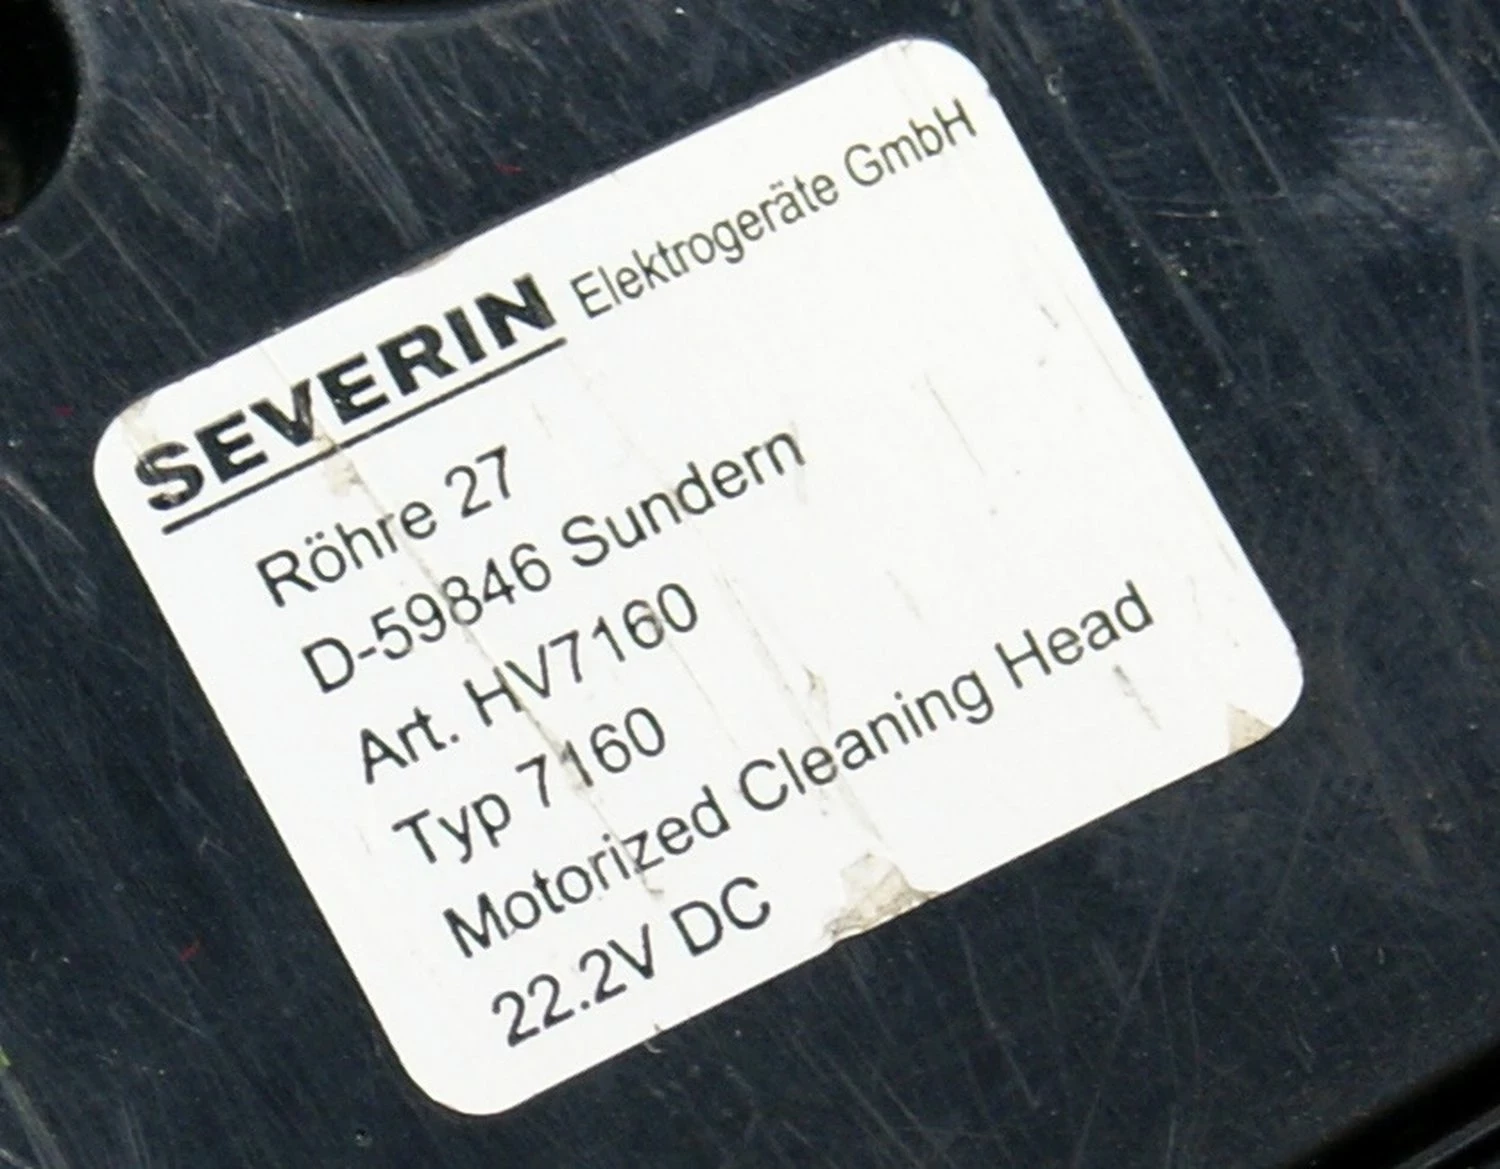 SEVERIN Elektrogeräte GmbH
Röhre 27
D-59846 Sundern
Art. HV7160
Typ 7160
Motorized Cleaning Head
22.2V DC